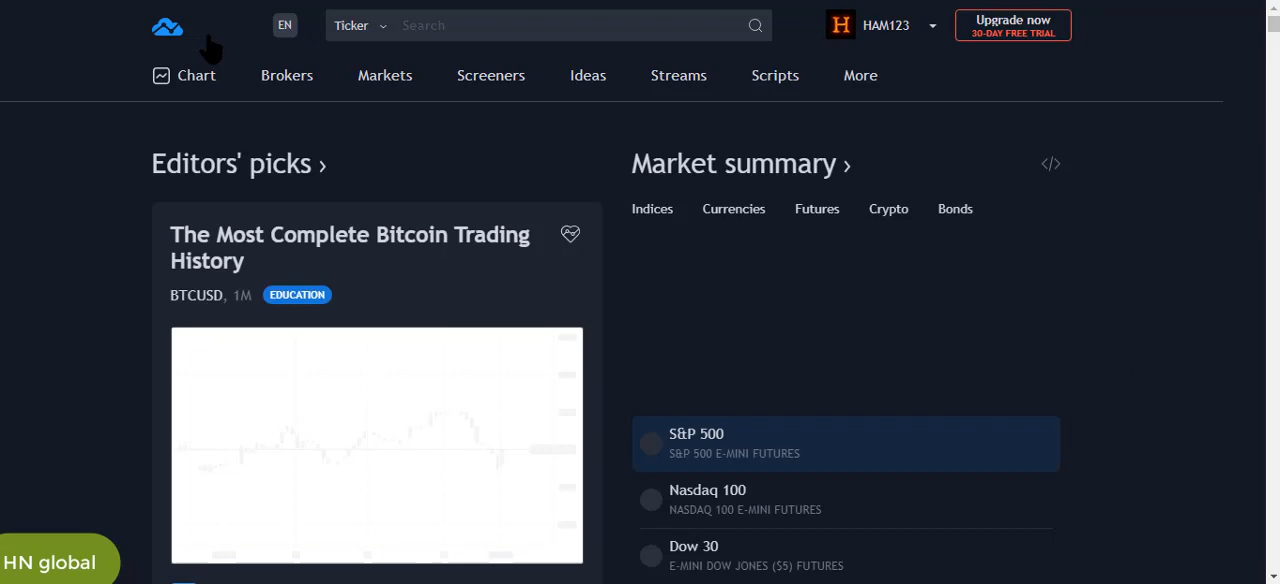 EN
Ticker
Search
H
HAM123
Upgrade now
30-DAY FREE TRIAL
Chart
Brokers
Markets
Screeners
Ideas
Streams
Scripts
More
Editors' picks ›
Market summary ›
Indices
Currencies
Futures
Crypto
Bonds
The Most Complete Bitcoin Trading
History
BTCUSD, 1M
EDUCATION
S&P 500
S&P 500 E-MINI FUTURES
Nasdaq 100
NASDAQ 100 E-MINI FUTURES
Dow 30
E-MINI DOW JONES ($5) FUTURES
HN global